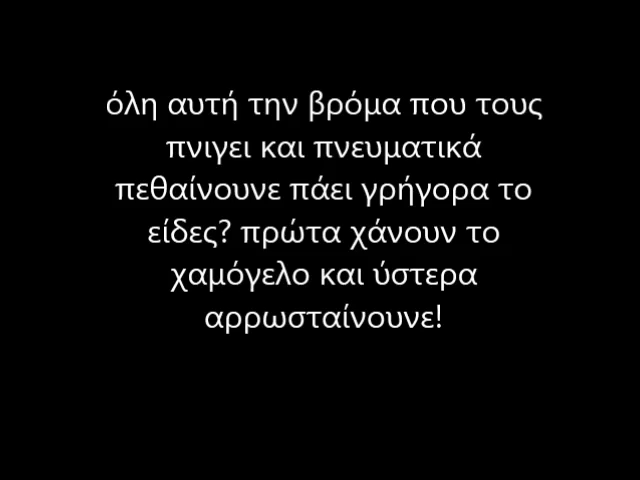 όλη αυτή την βρόμα που τους
πνιγει και πνευματικά
πεθαίνουνε πάει γρήγορα το
είδες? πρώτα χάνουν το
χαμόγελο και ύστερα
αρρωσταίνουνε!